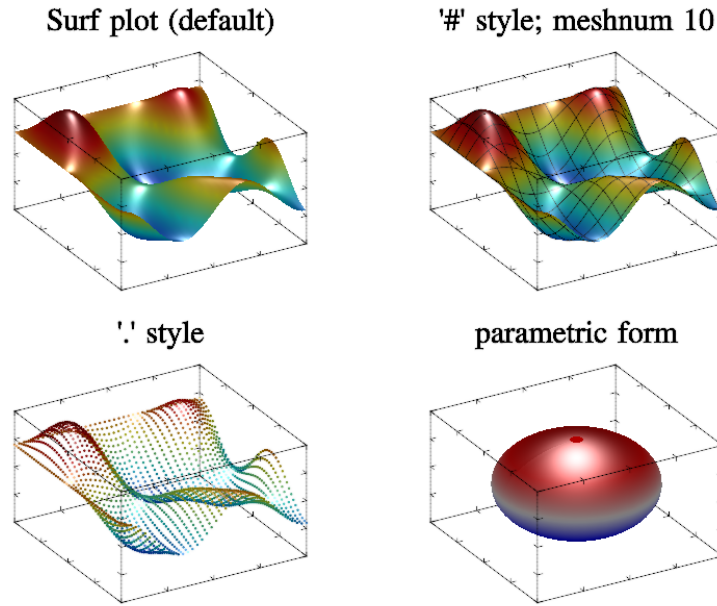 Surf plot (default)
'#' style; meshnum 10
'.' style
parametric form